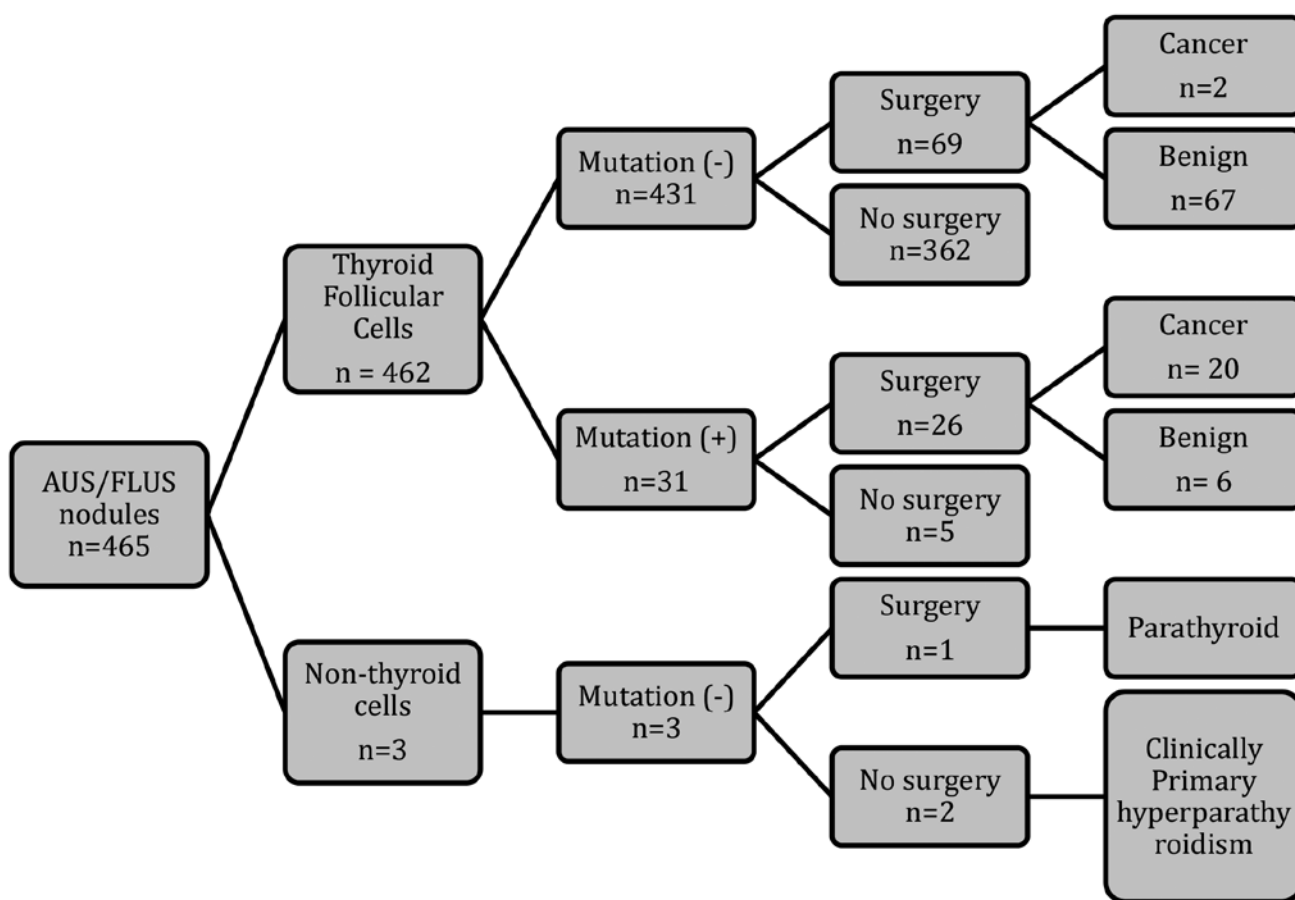 AUS/FLUS
nodules
n=465
Thyroid
Follicular
Cells
n = 462
Non-thyroid
cells
n=3
Mutation (-)
n=431
Mutation (+)
n=31
Mutation (-)
n=3
Surgery
n=69
No surgery
n=362
Surgery
n=26
No surgery
n=5
Surgery
n=1
No surgery
n=2
Cancer
n=2
Benign
n=67
Cancer
n= 20
Benign
n= 6
Parathyroid
Clinically
Primary
hyperparathy
roidism